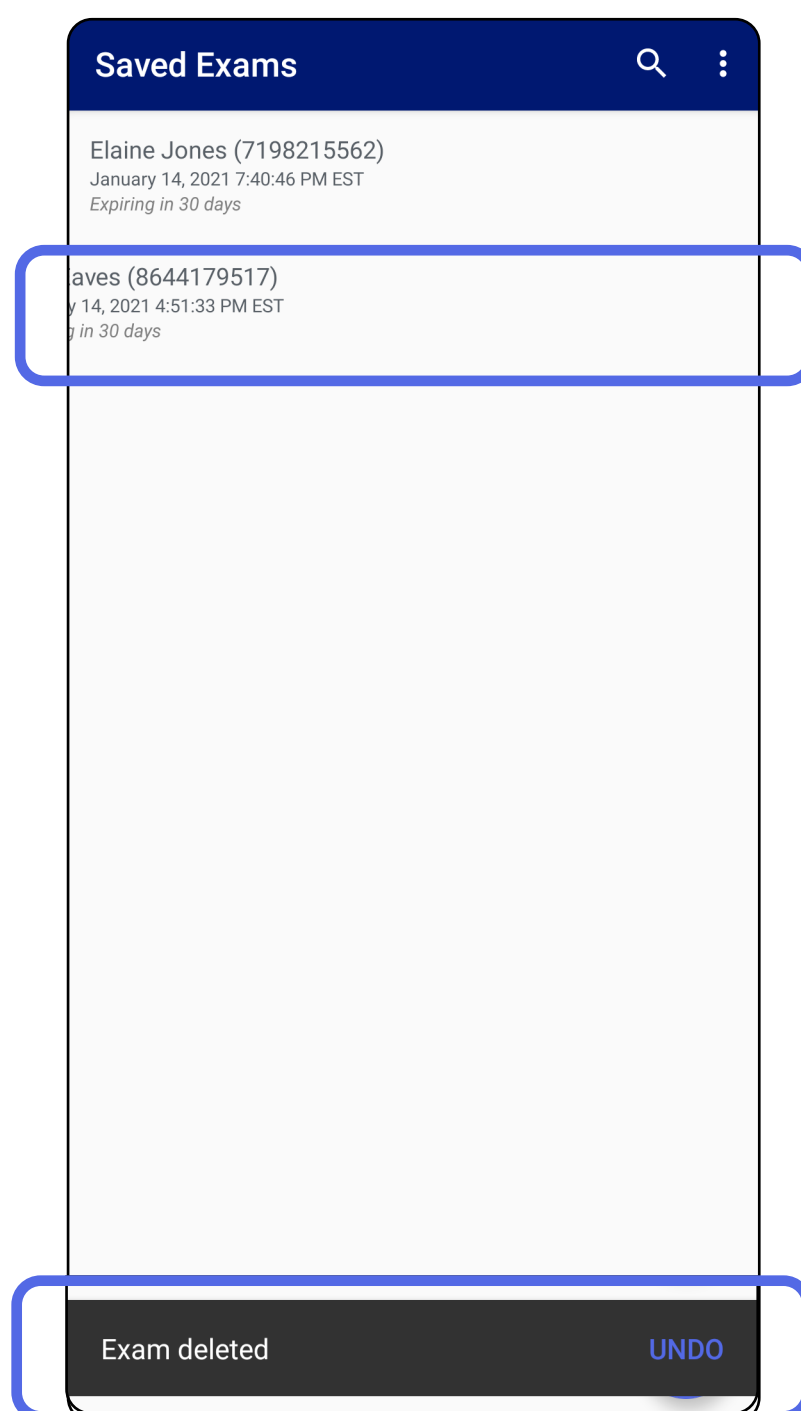 Saved Exams
Elaine Jones (7198215562)
January 14, 2021 7:40:46 PM EST
Expiring in 30 days
aves (8644179517)
y 14, 2021 4:51:33 PM EST
g in 30 days
Exam deleted UNDO